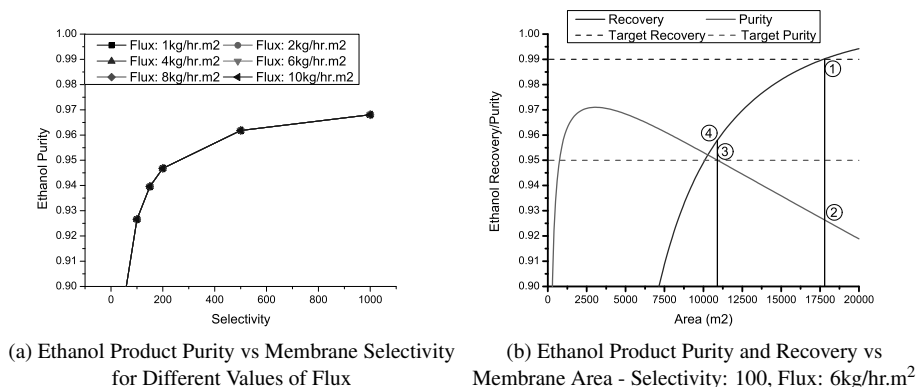 1.00
0.99
0.98
0.97
0.96
0.95
0.94
0.93
0.92
0.91
0.90
Ethanol Purity
Flux: 1kg/hr.m2 Flux: 2kg/hr.m2
Flux: 4kg/hr.m2 Flux: 6kg/hr.m2
Flux: 8kg/hr.m2 Flux: 10kg/hr.m2
0 200 400 600 800 1000
Selectivity
(a) Ethanol Product Purity vs Membrane Selectivity
for Different Values of Flux
Recovery Purity
Target Recovery Target Purity
1.00
0.99
0.98
0.97
0.96
0.95
0.94
0.93
0.92
0.91
0.90
Ethanol Recovery/Purity
1
4
3
2
0 2500 5000 7500 10000 12500 15000 17500 20000
Area (m2)
(b) Ethanol Product Purity and Recovery vs
Membrane Area - Selectivity: 100, Flux: 6kg/hr.m²